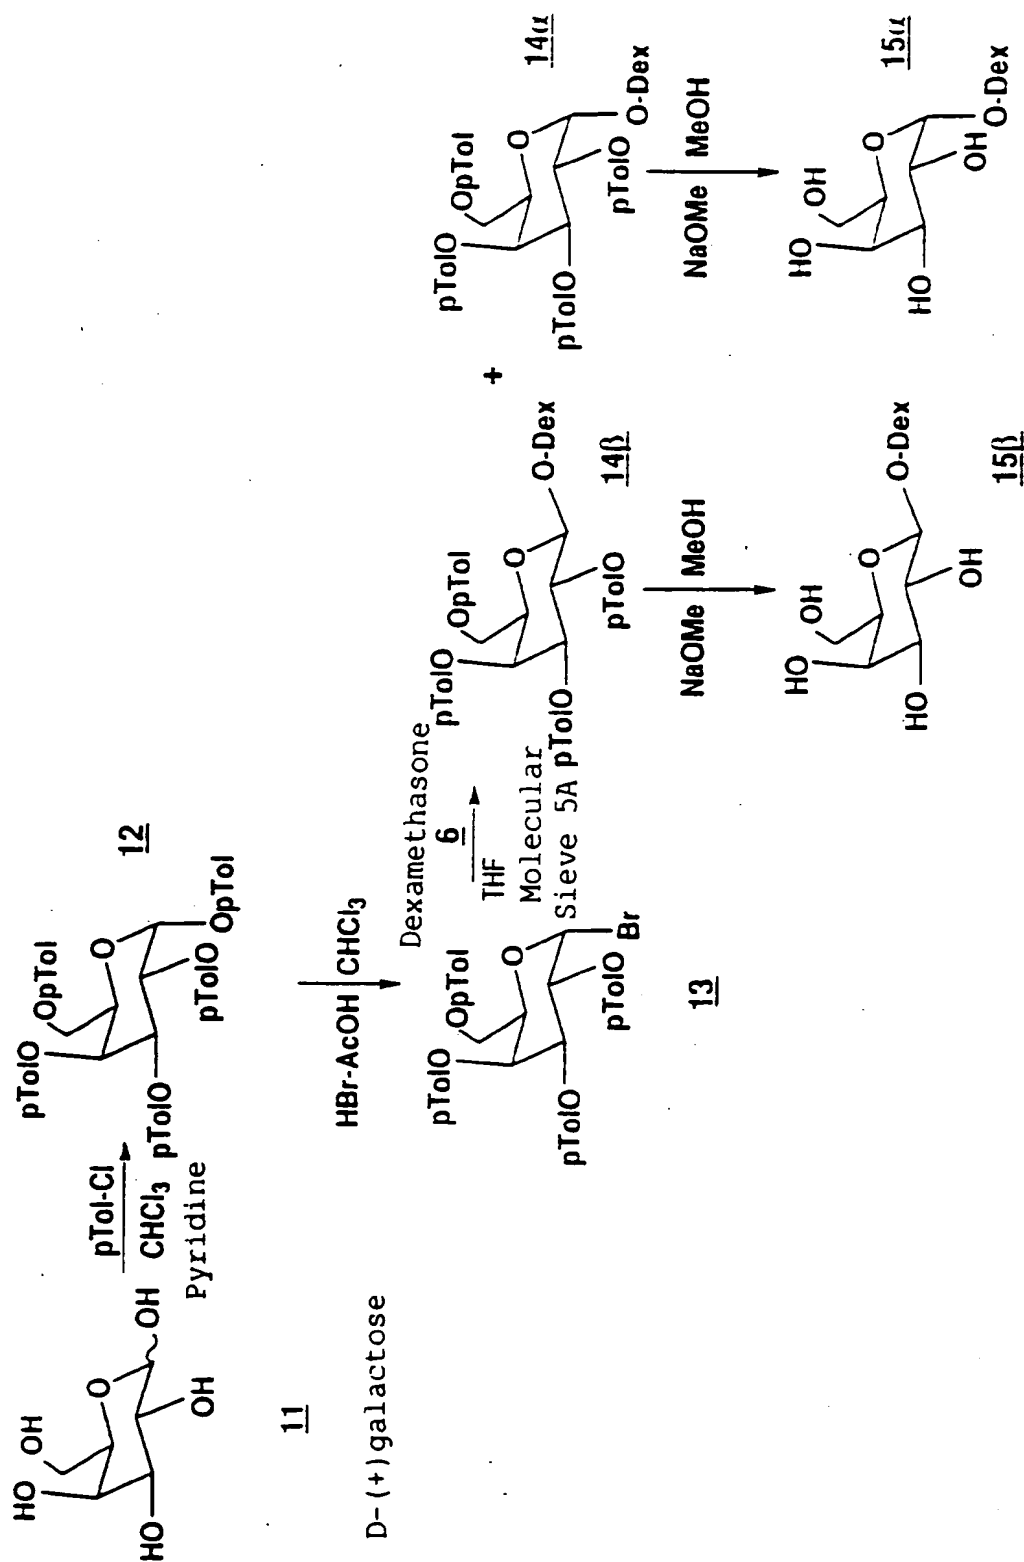 HO
OH
O
HO
OH
OH
11
D-(+)galactose
pTol-Cl
CHCl3
Pyridine
pTolO
OpTol
O
pTolO
pTolO
OpTol
12
HBr-AcOH CHCl3
pTolO
OpTol
O
pTolO
pTolO
Br
13
Dexamethasone
6
THF
Molecular
Sieve 5A
pTolO
OpTol
O
O-Dex
pTolO
pTolO
14β
+
pTolO
OpTol
O
pTolO
pTolO
O-Dex
14α
NaOMe MeOH
NaOMe MeOH
HO
OH
O
O-Dex
HO
OH
15β
HO
OH
O
HO
OH
O-Dex
15α